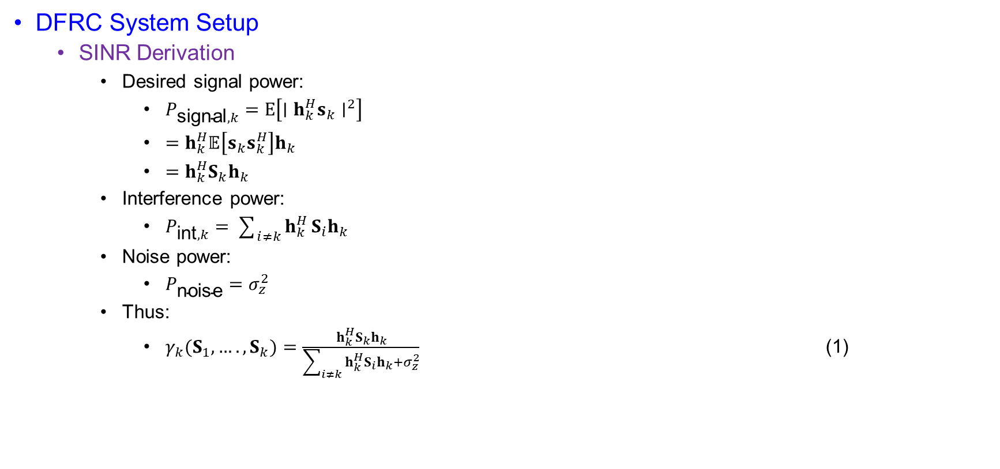 • DFRC System Setup
• SINR Derivation
• Desired signal power:
• $P_{\text{signal},k} = \mathrm{E}\left[ | \mathbf{h}_k^H \mathbf{s}_k |^2 \right]$
• $= \mathbf{h}_k^H \mathbb{E}\left[ \mathbf{s}_k \mathbf{s}_k^H \right] \mathbf{h}_k$
• $= \mathbf{h}_k^H \mathbf{S}_k \mathbf{h}_k$
• Interference power:
• $P_{\text{int},k} = \sum_{i \neq k} \mathbf{h}_k^H \mathbf{S}_i \mathbf{h}_k$
• Noise power:
• $P_{\text{noise}} = \sigma_z^2$
• Thus:
• $\gamma_k(\mathbf{S}_1, \dots ., \mathbf{S}_k) = \frac{\mathbf{h}_k^H \mathbf{S}_k \mathbf{h}_k}{\sum_{i \neq k} \mathbf{h}_k^H \mathbf{S}_i \mathbf{h}_k + \sigma_z^2}$ (1)